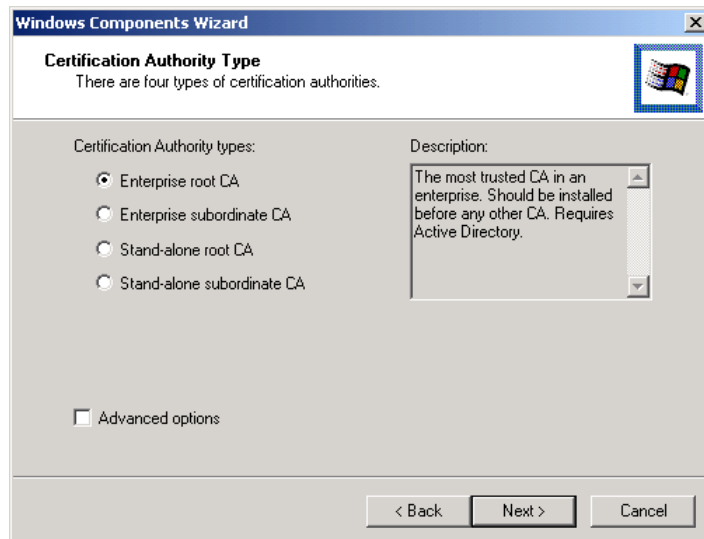 Windows Components Wizard
Certification Authority Type
There are four types of certification authorities.
Certification Authority types:
Enterprise root CA
Enterprise subordinate CA
Stand-alone root CA
Stand-alone subordinate CA
Description:
The most trusted CA in an
enterprise. Should be installed
before any other CA. Requires
Active Directory.
Advanced options
< Back
Next >
Cancel